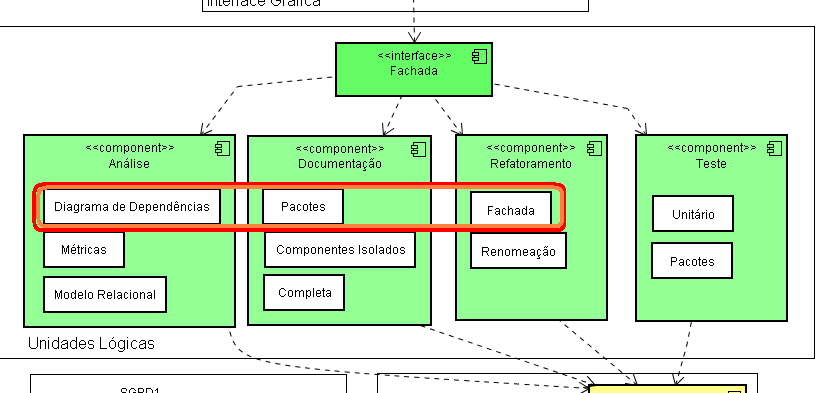 Interface Gráfica
<<interface>>
Fachada
<<component>>
Análise
Diagrama de Dependências
Métricas
Modelo Relacional
<<component>>
Documentação
Pacotes
Componentes Isolados
Completa
<<component>>
Refatoramento
Fachada
Renomeação
<<component>>
Teste
Unitário
Pacotes
Unidades Lógicas
SGBD1